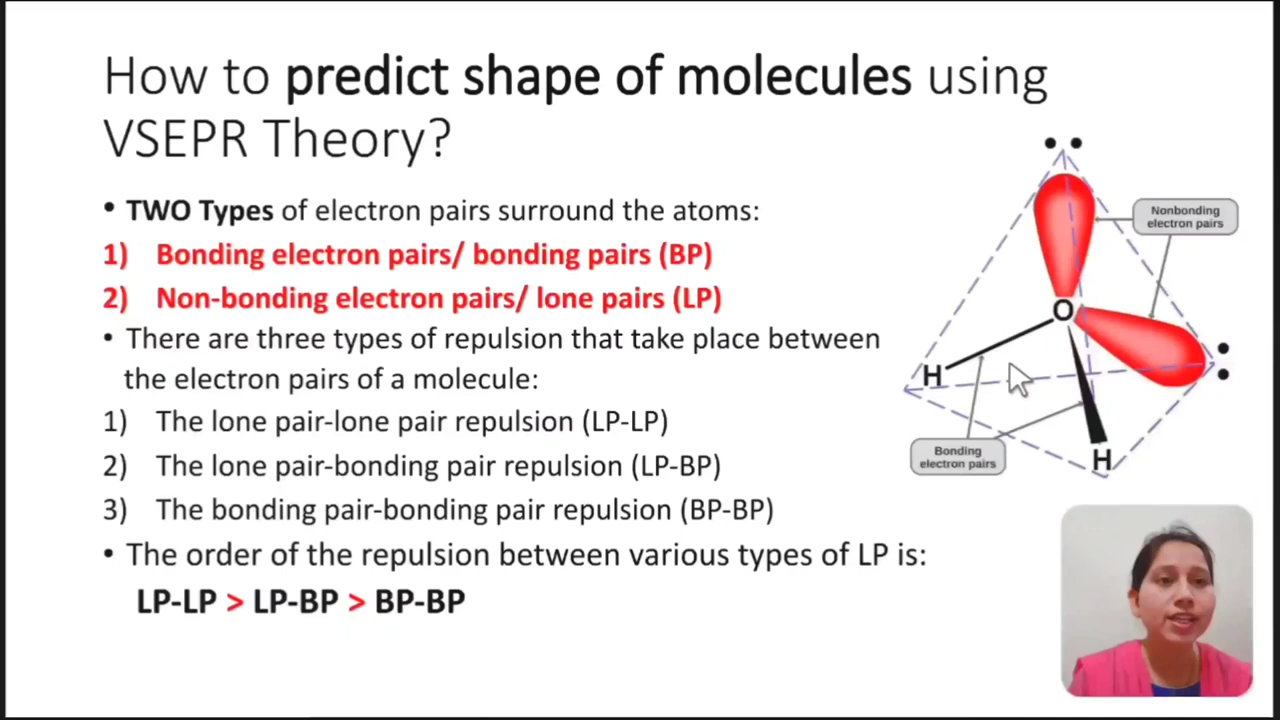 How to predict shape of molecules using
VSEPR Theory?
• TWO Types of electron pairs surround the atoms:
1) Bonding electron pairs/ bonding pairs (BP)
2) Non-bonding electron pairs/ lone pairs (LP)
• There are three types of repulsion that take place between
the electron pairs of a molecule:
1) The lone pair-lone pair repulsion (LP-LP)
2) The lone pair-bonding pair repulsion (LP-BP)
3) The bonding pair-bonding pair repulsion (BP-BP)
• The order of the repulsion between various types of LP is:
LP-LP > LP-BP > BP-BP
Nonbonding
electron pairs
O
H
Bonding
electron pairs
H